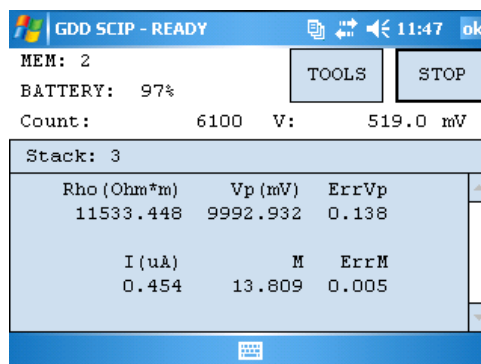 GDD SCIP - READY 11:47 ok
MEM: 2
BATTERY: 97%
TOOLS STOP
Count: 6100 V: 519.0 mV
Stack: 3
Rho(Ohm*m) Vp(mV) ErrVp
11533.448 9992.932 0.138
I(uA) M ErrM
0.454 13.809 0.005